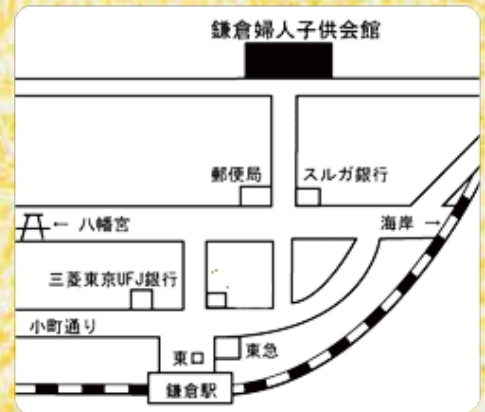 鎌倉婦人子供会館
郵便局
スルガ銀行
← 八幡宮
海岸 →
三菱東京UFJ銀行
小町通り
東口
東急
鎌倉駅